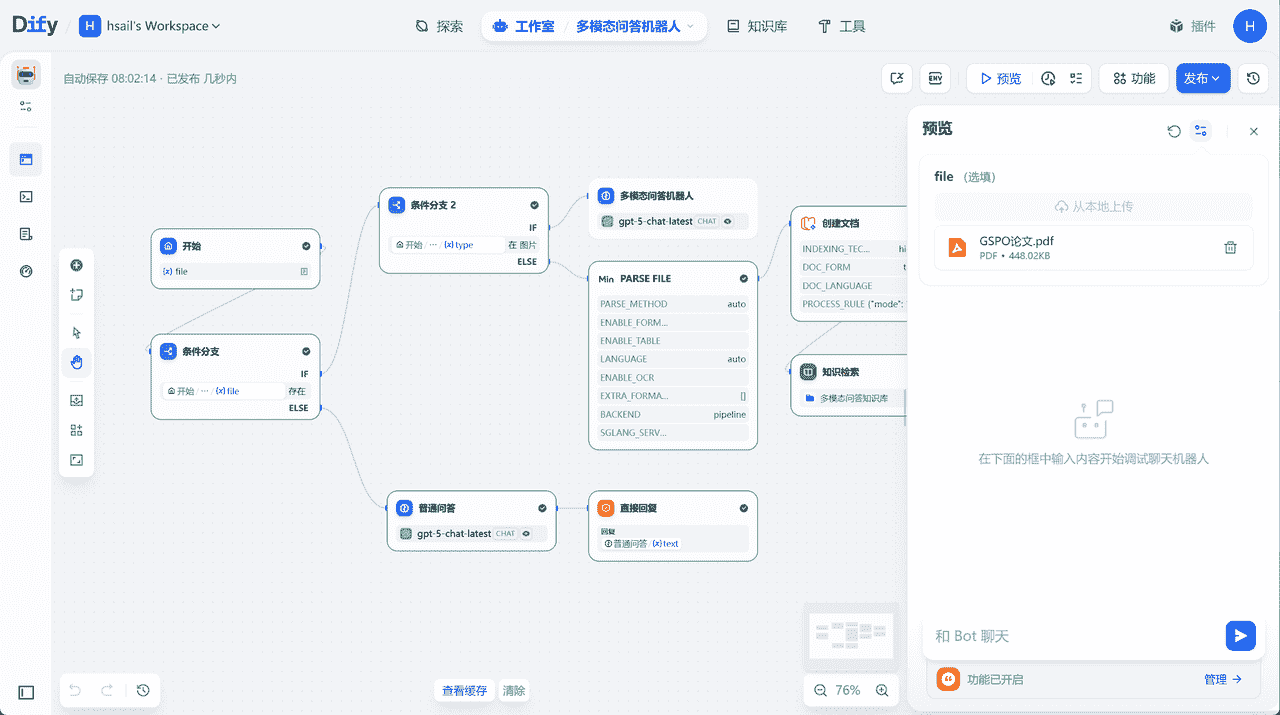 Dify
H hsail's Workspace
探索
工作室 / 多模态问答机器人
知识库
工具
插件
H
自动保存 08:02:14 · 已发布 几秒内
ENV
预览
功能
发布
开始
{x} file
条件分支
IF
开始 / ··· / {x}file 存在
ELSE
条件分支 2
IF
开始 / ··· / {x} type 在 图片
ELSE
多模态问答机器人
gpt-5-chat-latest CHAT
Min PARSE FILE
PARSE_METHOD auto
ENABLE_FORM...
ENABLE_TABLE
LANGUAGE auto
ENABLE_OCR
EXTRA_FORMA... []
BACKEND pipeline
SGLANG_SERV...
创建文档
INDEXING_TEC... hi
DOC_FORM t
DOC_LANGUAGE
PROCESS_RULE {"mode":
知识检索
多模态问答知识库
普通问答
gpt-5-chat-latest CHAT
直接回复
回复
普通问答 {x}text
查看缓存
清除
76%
预览
file （选填）
从本地上传
GSPO论文.pdf
PDF • 448.02KB
在下面的框中输入内容开始调试聊天机器人
和 Bot 聊天
功能已开启
管理 →